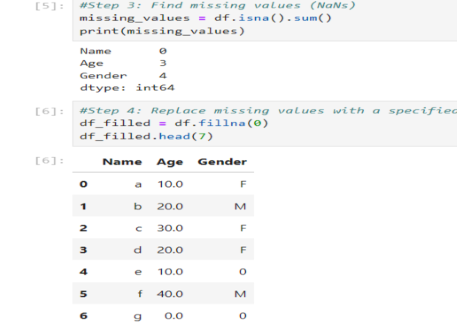 [5]: #Step 3: Find missing values (NaNs)
missing_values = df.isna().sum()
print(missing_values)
Name 0
Age 3
Gender 4
dtype: int64
[6]: #Step 4: Replace missing values with a specified
df_filled = df.fillna(0)
df_filled.head(7)
[6]: Name Age Gender
0 a 10.0 F
1 b 20.0 M
2 c 30.0 F
3 d 20.0 F
4 e 10.0 0
5 f 40.0 M
6 g 0.0 0